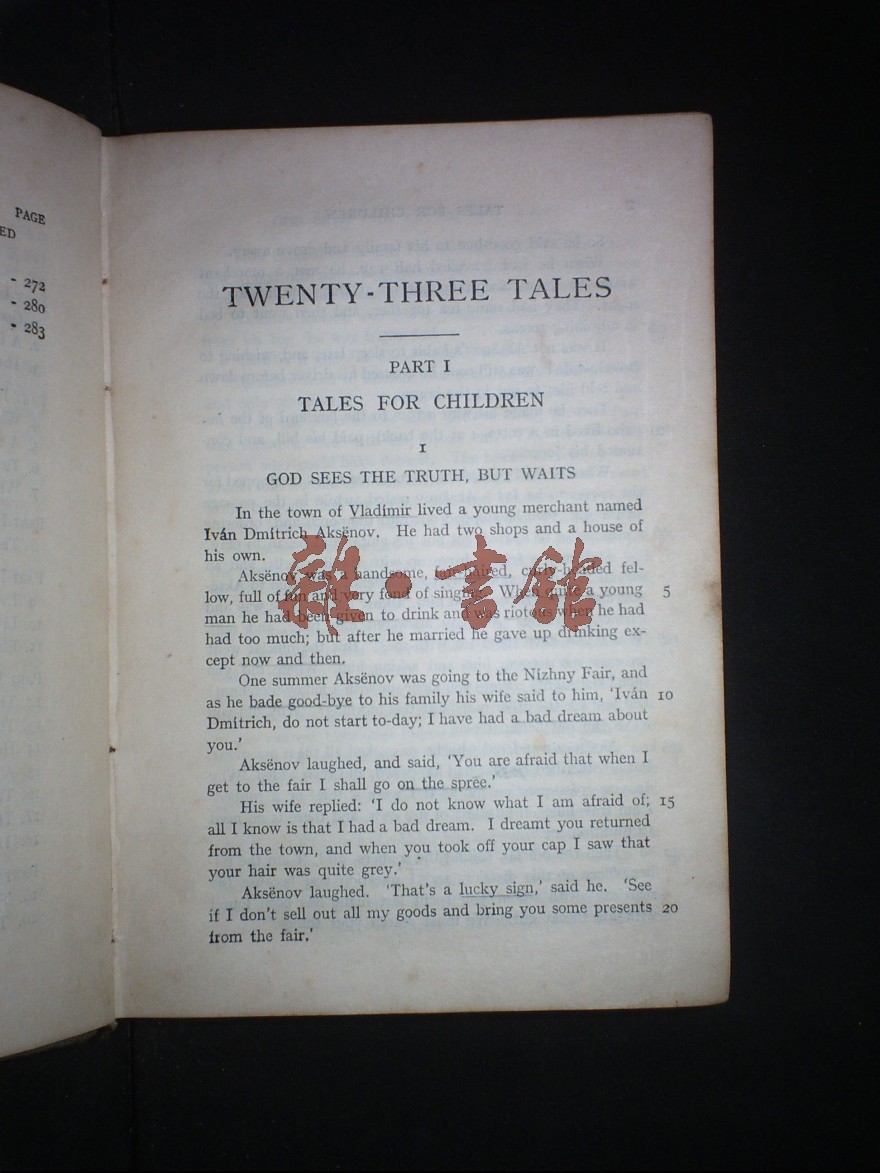 PAGE
ED
- 272
- 280
- 283
TWENTY-THREE TALES
PART I
TALES FOR CHILDREN
I
GOD SEES THE TRUTH, BUT WAITS
In the town of Vladímir lived a young merchant named
Iván Dmítrich Aksënov. He had two shops and a house of
his own.
Aksënov was a handsome, fair-haired, curly-headed fel-
low, full of fun and very fond of singing. When quite a young 5
man he had been given to drink and was riotous when he had
had too much; but after he married he gave up drinking ex-
cept now and then.
One summer Aksënov was going to the Nízhny Fair, and
as he bade good-bye to his family his wife said to him, 'Iván 10
Dmítrich, do not start to-day; I have had a bad dream about
you.'
Aksënov laughed, and said, 'You are afraid that when I
get to the fair I shall go on the spree.'
His wife replied: 'I do not know what I am afraid of; 15
all I know is that I had a bad dream. I dreamt you returned
from the town, and when you took off your cap I saw that
your hair was quite grey.'
Aksënov laughed. 'That's a lucky sign,' said he. 'See
if I don't sell out all my goods and bring you some presents 20
from the fair.'
雜·書館